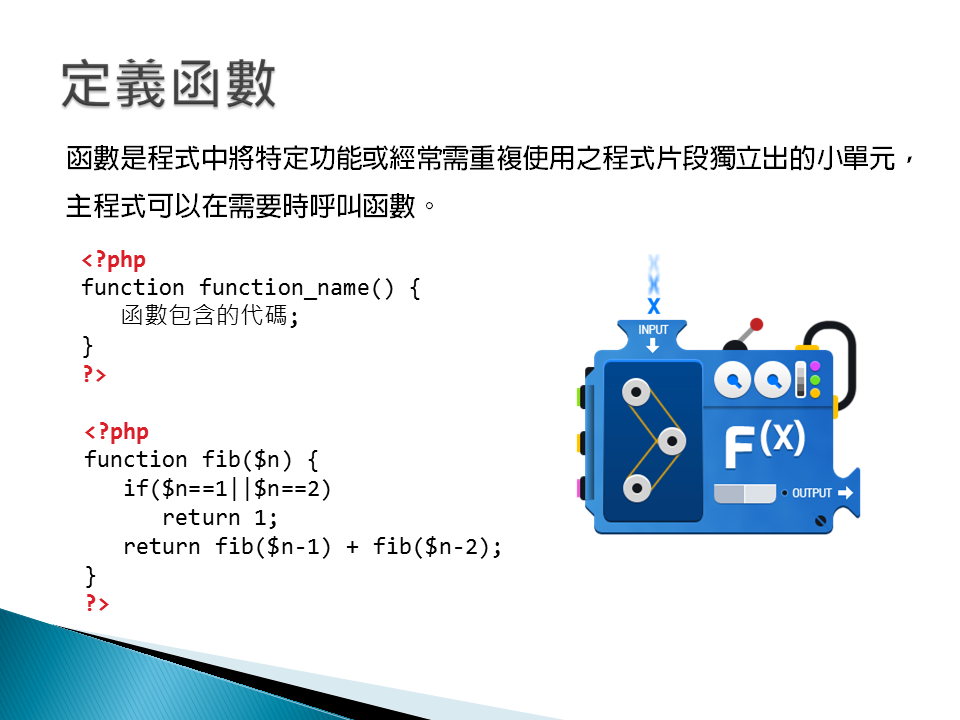 定義函數
函數是程式中將特定功能或經常需重複使用之程式片段獨立出的小單元，
主程式可以在需要時呼叫函數。
<?php
function function_name() {
   函數包含的代碼;
}
?>
<?php
function fib($n) {
   if($n==1||$n==2)
      return 1;
   return fib($n-1) + fib($n-2);
}
?>
X
X
X
INPUT
F(X)
OUTPUT